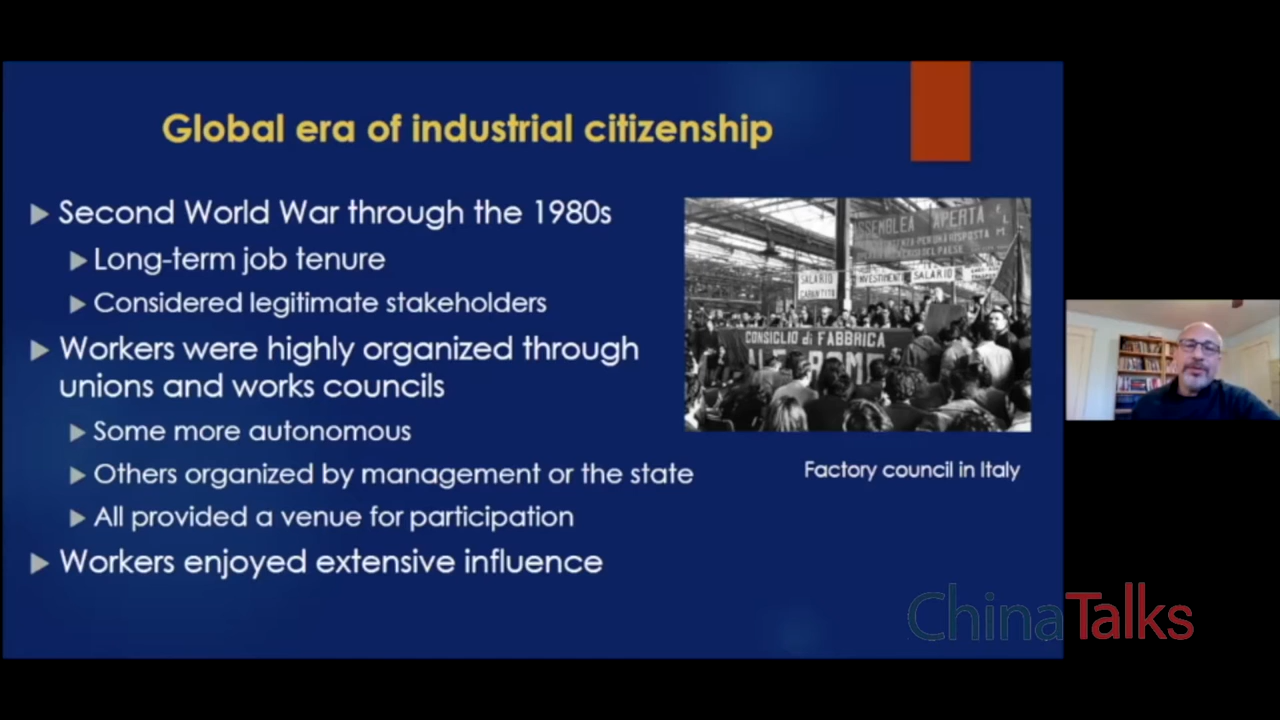 Global era of industrial citizenship
Second World War through the 1980s
Long-term job tenure
Considered legitimate stakeholders
Workers were highly organized through
unions and works councils
Some more autonomous
Others organized by management or the state
All provided a venue for participation
Workers enjoyed extensive influence
ASSEMBLEA APERTA
SALARIO
INVESTIMENTI
SALARIO
CONSIGLIO di FABBRICA
Factory council in Italy
ChinaTalks